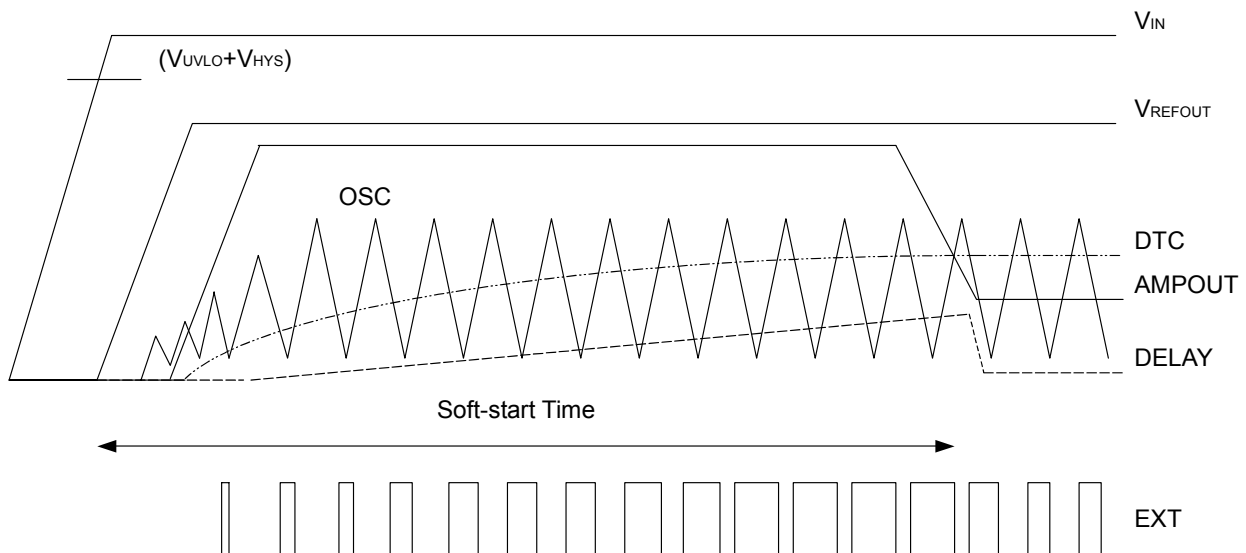 VIN
(VUVLO+VHYS)
VREFOUT
OSC
DTC
AMPOUT
DELAY
Soft-start Time
EXT